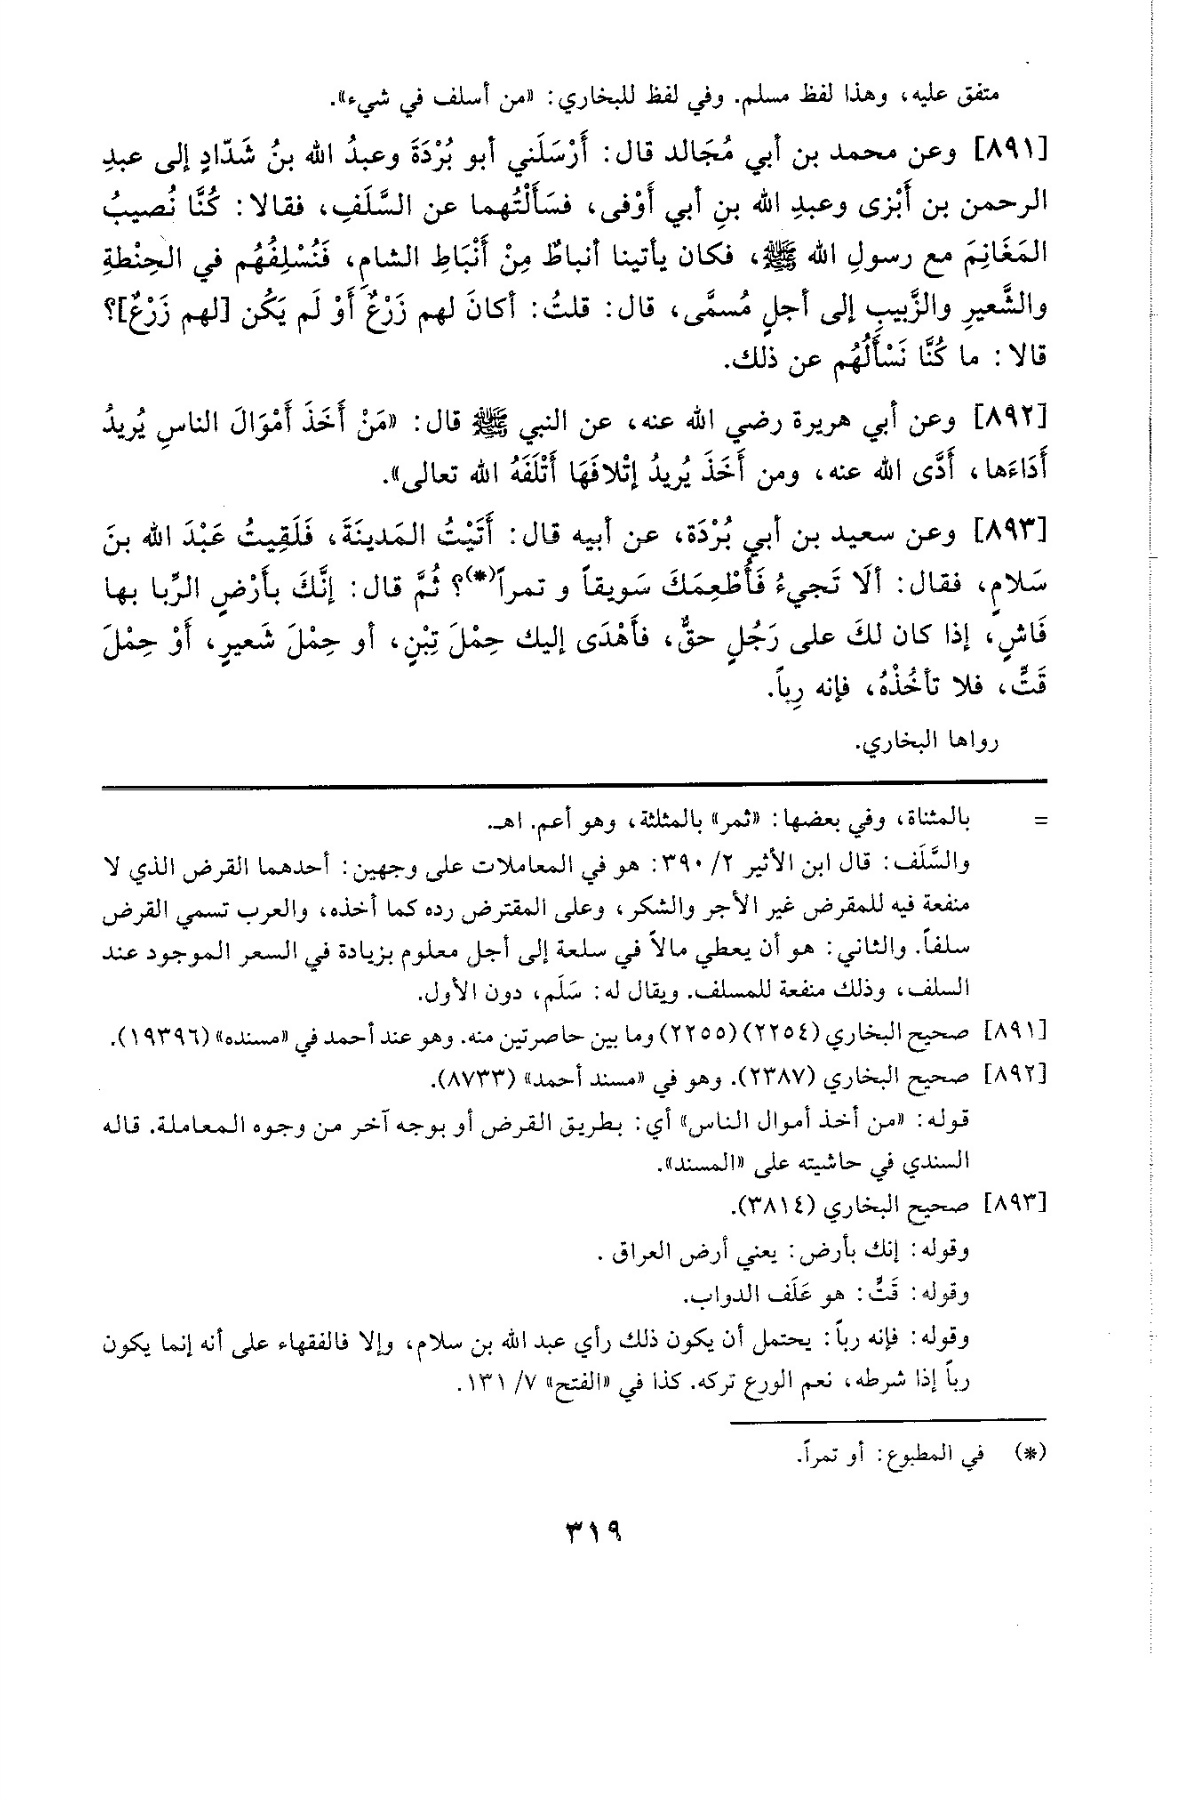 متفق عليه، وهذا لفظ مسلم. وفي لفظ للبخاري: «من أسلف في شيء».
[٨٩١] وعن محمد بن أبي مُجَالد قال: أَرْسَلَني أبو بُرْدَةَ وعبدُ الله بنُ شَدّادٍ إلى عبدِ
الرحمن بن أَبْزى وعبدِ الله بنِ أبي أَوْفى، فسَأَلْتُهما عن السَّلَفِ، فقالا: كُنَّا نُصيبُ
المَغَانِمَ مع رسولِ الله ﷺ، فكان يأتينا أنباطٌ مِنْ أَنْبَاطِ الشامِ، فَنُسْلِفُهُم في الحِنْطةِ
والشَّعيرِ والزَّبيبِ إلى أجلٍ مُسمَّى، قال: قلتُ: أكانَ لهم زَرْعٌ أَوْ لَم يَكُن [لهم زَرْعٌ]؟
قالا: ما كُنَّا نَسْأَلُهُم عن ذلك.
[٨٩٢] وعن أبي هريرة رضي الله عنه، عن النبي ﷺ قال: «مَنْ أَخَذَ أَمْوَالَ الناسِ يُريدُ
أَدَاءَها، أَدَّى الله عنه، ومن أَخَذَ يُريدُ إتْلافَهَا أَتْلَفَهُ الله تعالى».
[٨٩٣] وعن سعيد بن أبي بُرْدَة، عن أبيه قال: أَتَيْتُ المَدينَةَ، فَلَقِيتُ عَبْدَ الله بنَ
سَلامٍ، فقال: ألَا تَجيءُ فَأُطْعِمَكَ سَويقاً و تمراً(*)؟ ثُمَّ قال: إنَّكَ بأَرْضٍ الرِّبا بها
فَاشٍ، إذا كان لكَ على رَجُلٍ حقٌّ، فأَهْدَى إليك حِمْلَ تِبْنٍ، أو حِمْلَ شَعيرٍ، أَوْ حِمْلَ
قَتٍّ، فلا تأخُذْهُ، فإنه رِباً.
رواها البخاري.
= بالمثناة، وفي بعضها: «ثمر» بالمثلثة، وهو أعم. اهـ.
والسَّلَف: قال ابن الأثير ٢/ ٣٩٠: هو في المعاملات على وجهين: أحدهما القرض الذي لا
منفعة فيه للمقرض غير الأجر والشكر، وعلى المقترض رده كما أخذه، والعرب تسمي القرض
سلفاً. والثاني: هو أن يعطي مالاً في سلعة إلى أجل معلوم بزيادة في السعر الموجود عند
السلف، وذلك منفعة للمسلف. ويقال له: سَلَم، دون الأول.
[٨٩١] صحيح البخاري (٢٢٥٤) (٢٢٥٥) وما بين حاصرتين منه. وهو عند أحمد في «مسنده» (١٩٣٩٦).
[٨٩٢] صحيح البخاري (٢٣٨٧). وهو في «مسند أحمد» (٨٧٣٣).
قوله: «من أخذ أموال الناس» أي: بطريق القرض أو بوجه آخر من وجوه المعاملة. قاله
السندي في حاشيته على «المسند».
[٨٩٣] صحيح البخاري (٣٨١٤).
وقوله: إنك بأرض: يعني أرض العراق .
وقوله: قَتٍّ: هو عَلَف الدواب.
وقوله: فإنه رباً: يحتمل أن يكون ذلك رأي عبد الله بن سلام، وإلا فالفقهاء على أنه إنما يكون
رباً إذا شرطه، نعم الورع تركه. كذا في «الفتح» ٧/ ١٣١.
(*) في المطبوع: أو تمراً.
٣١٩